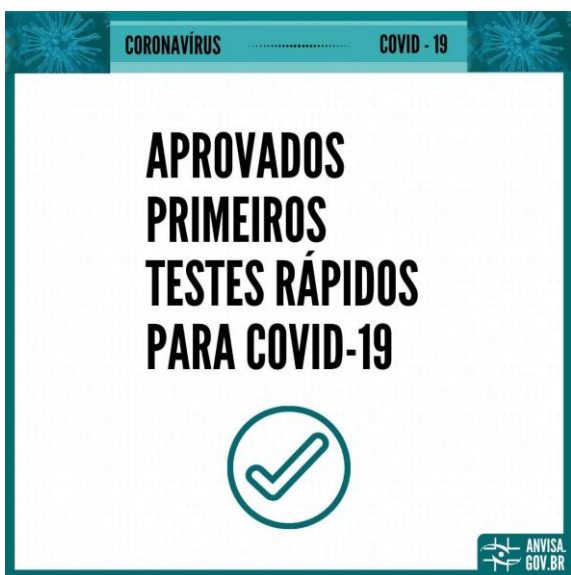 CORONAVÍRUS COVID - 19
APROVADOS
PRIMEIROS
TESTES RÁPIDOS
PARA COVID-19
ANVISA.
GOV.BR